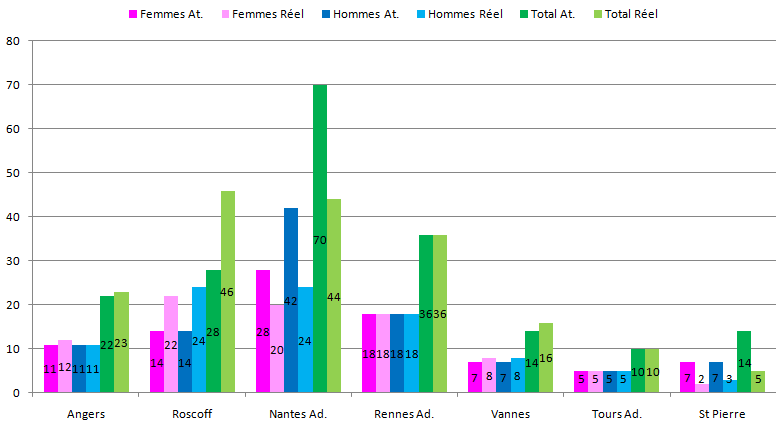 Femmes At. Femmes Réel Hommes At. Hommes Réel Total At. Total Réel
80
70
60
50
40
30
20
10
0
11 12 11 11 22 23
14 22 14 24 28 46
28 20 42 24 70 44
18 18 18 18 36 36
7 8 7 8 14 16
5 5 5 5 10 10
7 2 7 3 14 5
Angers Roscoff Nantes Ad. Rennes Ad. Vannes Tours Ad. St Pierre